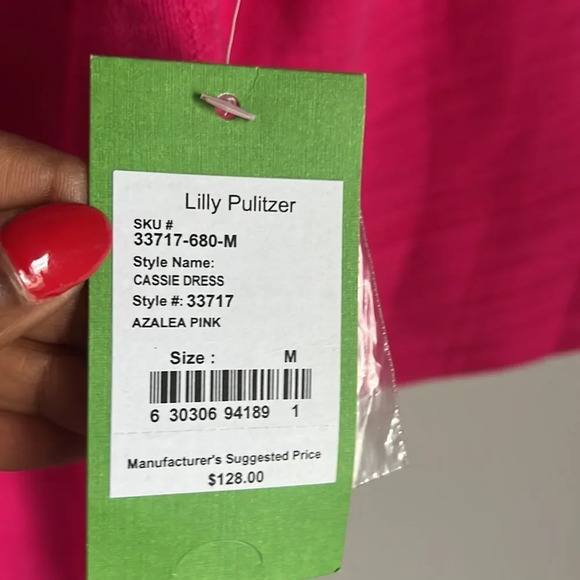 Lilly Pulitzer
SKU #
33717-680-M
Style Name:
CASSIE DRESS
Style #: 33717
AZALEA PINK
Size : M
6 30306 94189 1
Manufacturer's Suggested Price
$128.00